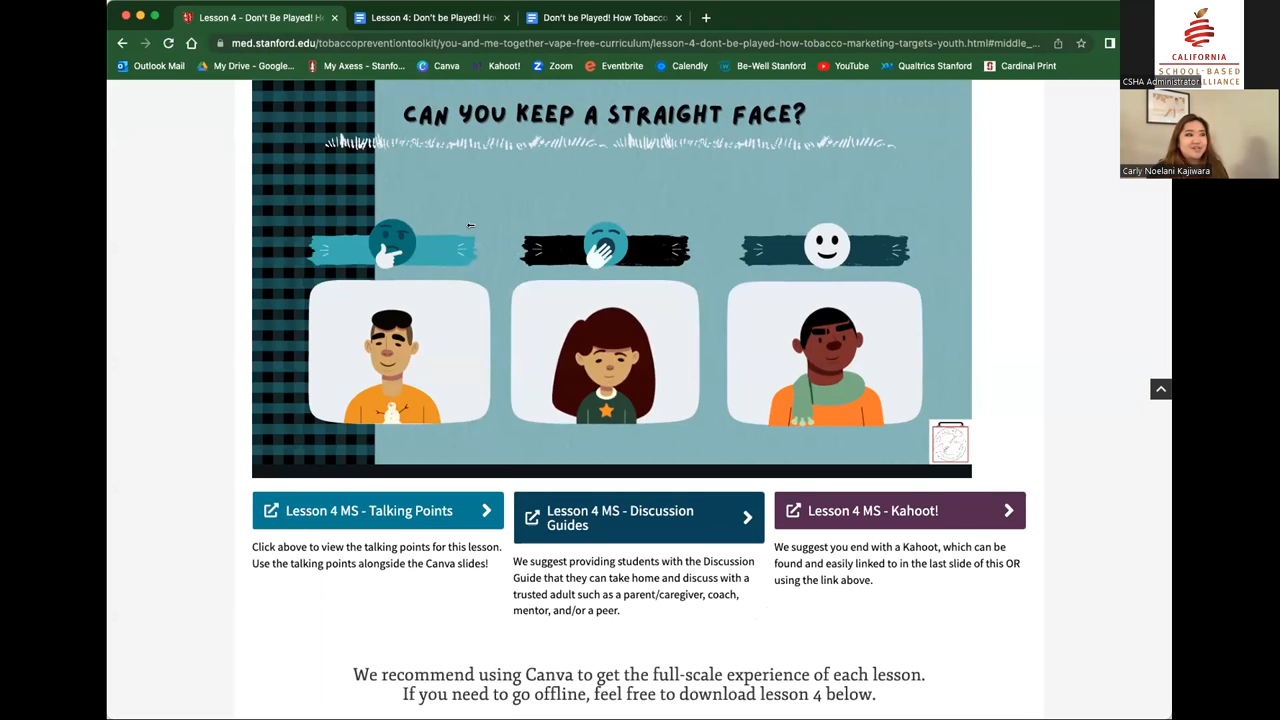 Lesson 4 - Don't Be Played! H
Lesson 4: Don't be Played! Ho
Don't be Played! How Tobacco
med.stanford.edu/tobaccopreventiontoolkit/you-and-me-together-vape-free-curriculum/lesson-4-dont-be-played-how-tobacco-marketing-targets-youth.html#middle_...
Outlook Mail
My Drive - Google...
My Axess - Stanfo...
Canva
Zoom
Eventbrite
Calendly
Be-Well Stanford
YouTube
Qualtrics Stanford
Cardinal Print
CALIFORNIA
CSHA Administrator
Carly Noelani Kajiwara
CAN YOU KEEP A STRAIGHT FACE?
Lesson 4 MS - Talking Points
Lesson 4 MS - Discussion
Guides
Lesson 4 MS - Kahoot!
Click above to view the talking points for this lesson.
Use the talking points alongside the Canva slides!
We suggest providing students with the Discussion
Guide that they can take home and discuss with a
trusted adult such as a parent/caregiver, coach,
mentor, and/or a peer.
We suggest you end with a Kahoot, which can be
found and easily linked to in the last slide of this OR
using the link above.
We recommend using Canva to get the full-scale experience of each lesson.
If you need to go offline, feel free to download lesson 4 below.